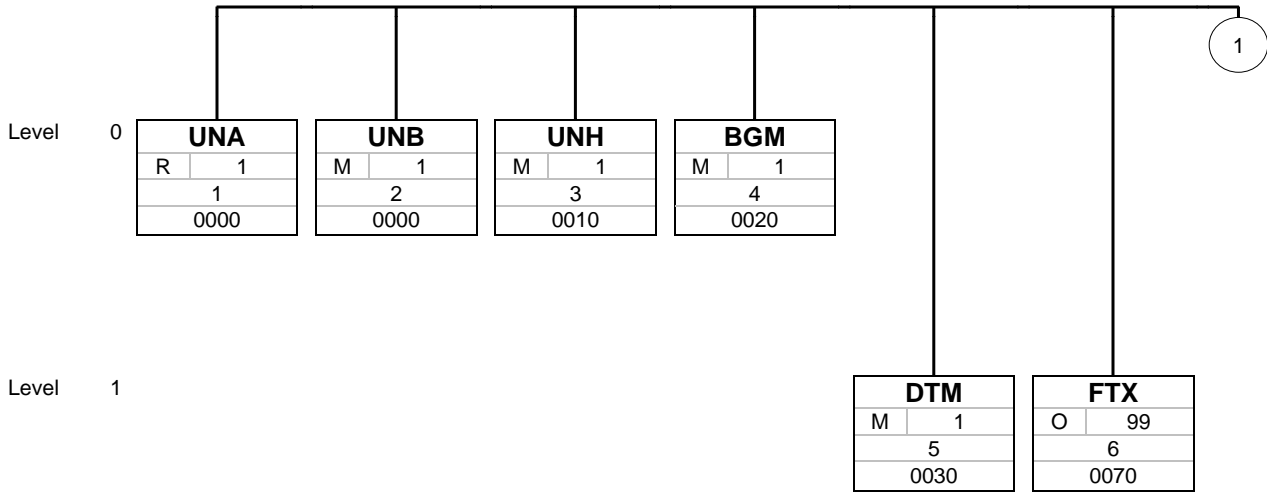 1
Level 0
UNA UNB UNH BGM
R 1 M 1 M 1 M 1
1 2 3 4
0000 0000 0010 0020
Level 1
DTM FTX
M 1 O 99
5 6
0030 0070